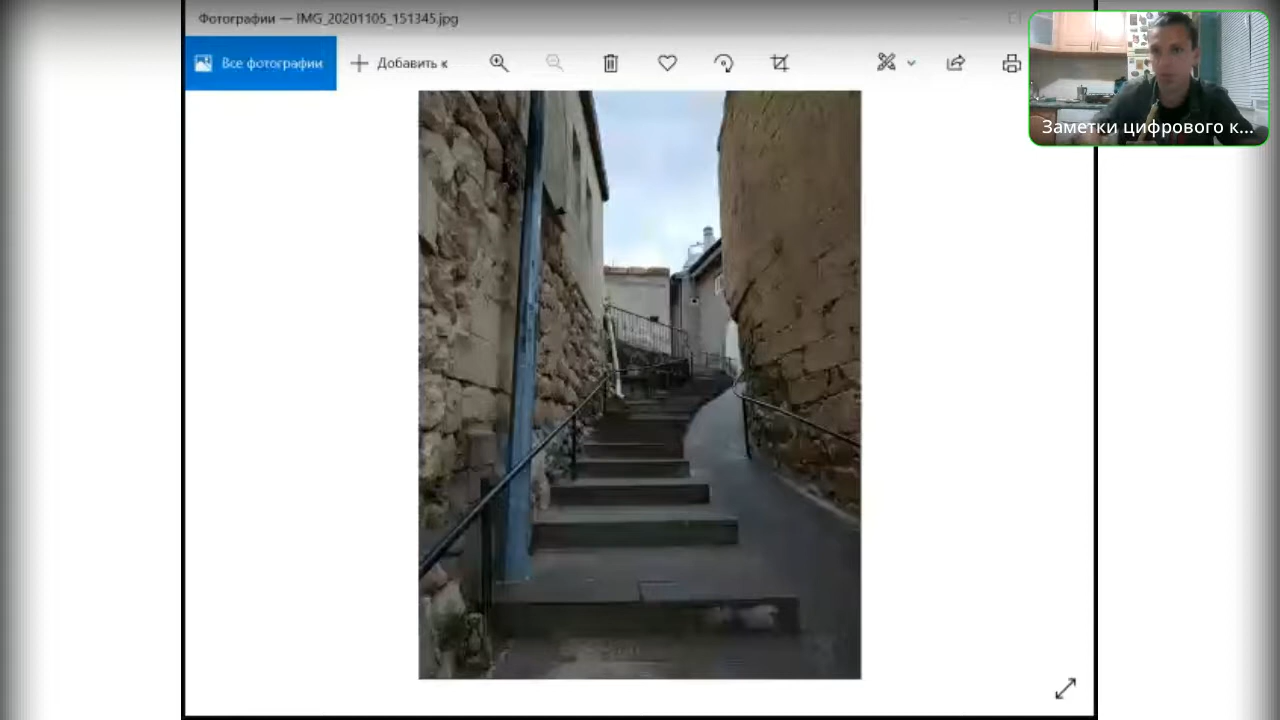 Фотографии — IMG_20201105_151345.jpg
Все фотографии
Добавить к
Заметки цифрового к...